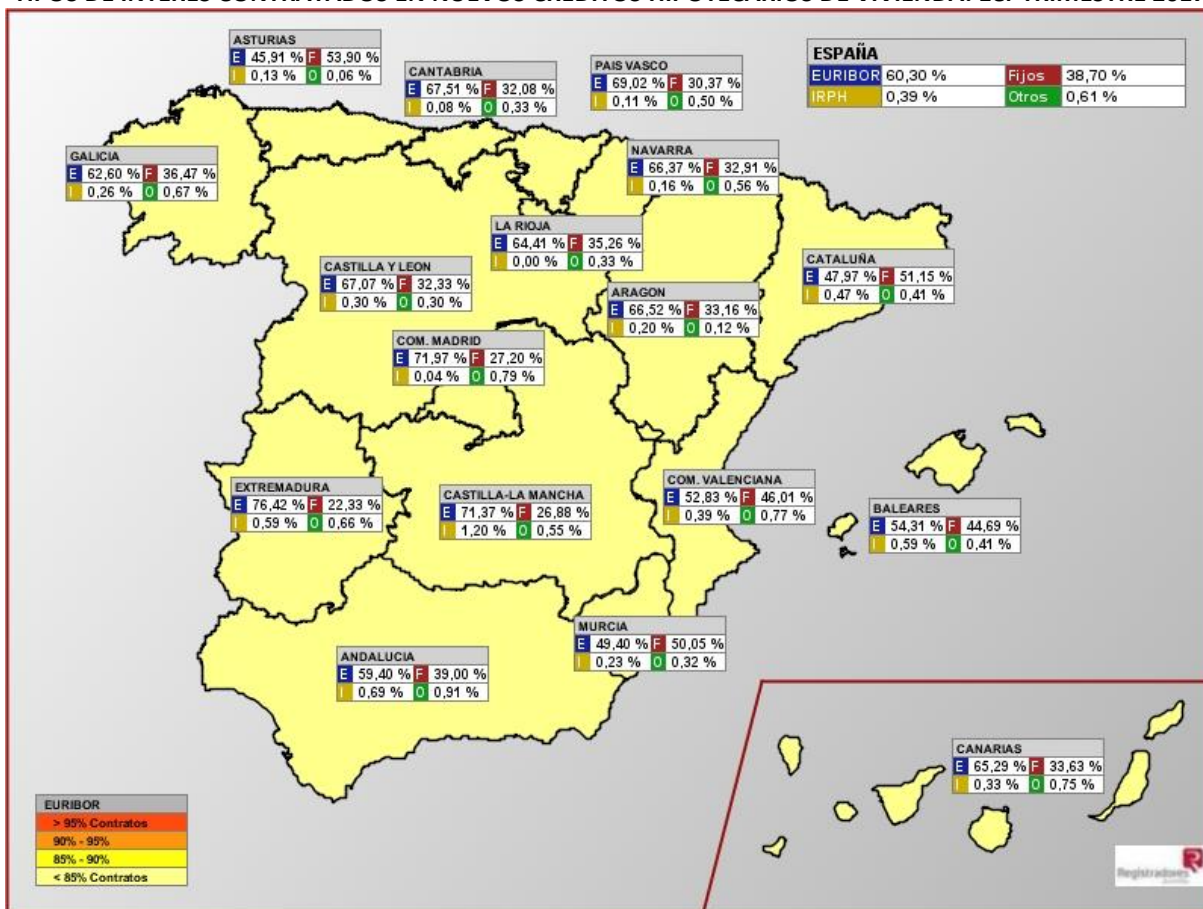 ASTURIAS
E 45,91 % F 53,90 %
I 0,13 % O 0,06 %
CANTABRIA
E 67,51 % F 32,08 %
I 0,08 % O 0,33 %
PAIS VASCO
E 69,02 % F 30,37 %
I 0,11 % O 0,50 %
ESPAÑA
EURIBOR 60,30 % Fijos 38,70 %
IRPH 0,39 % Otros 0,61 %
GALICIA
E 62,60 % F 36,47 %
I 0,26 % O 0,67 %
NAVARRA
E 66,37 % F 32,91 %
I 0,16 % O 0,56 %
LA RIOJA
E 64,41 % F 35,26 %
I 0,00 % O 0,33 %
CASTILLA Y LEON
E 67,07 % F 32,33 %
I 0,30 % O 0,30 %
CATALUÑA
E 47,97 % F 51,15 %
I 0,47 % O 0,41 %
ARAGON
E 66,52 % F 33,16 %
I 0,20 % O 0,12 %
COM. MADRID
E 71,97 % F 27,20 %
I 0,04 % O 0,79 %
EXTREMADURA
E 76,42 % F 22,33 %
I 0,59 % O 0,66 %
CASTILLA-LA MANCHA
E 71,37 % F 26,88 %
I 1,20 % O 0,55 %
COM. VALENCIANA
E 52,83 % F 46,01 %
I 0,39 % O 0,77 %
BALEARES
E 54,31 % F 44,69 %
I 0,59 % O 0,41 %
MURCIA
E 49,40 % F 50,05 %
I 0,23 % O 0,32 %
ANDALUCIA
E 59,40 % F 39,00 %
I 0,69 % O 0,91 %
CANARIAS
E 65,29 % F 33,63 %
I 0,33 % O 0,75 %
EURIBOR
> 95% Contratos
90% - 95%
85% - 90%
< 85% Contratos
Registradores